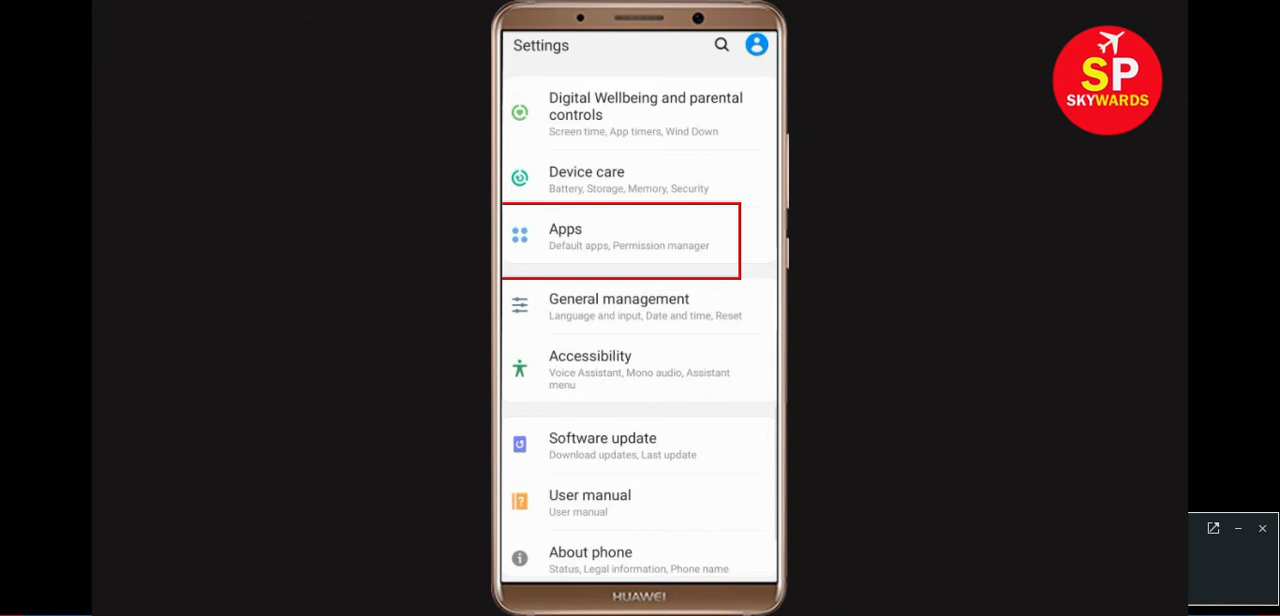 Settings
SP
SKYWARDS
Digital Wellbeing and parental
controls
Screen time, App timers, Wind Down
Device care
Battery, Storage, Memory, Security
Apps
Default apps, Permission manager
General management
Language and input, Date and time, Reset
Accessibility
Voice Assistant, Mono audio, Assistant
menu
Software update
Download updates, Last update
User manual
User manual
About phone
Status, Legal information, Phone name
HUAWEI